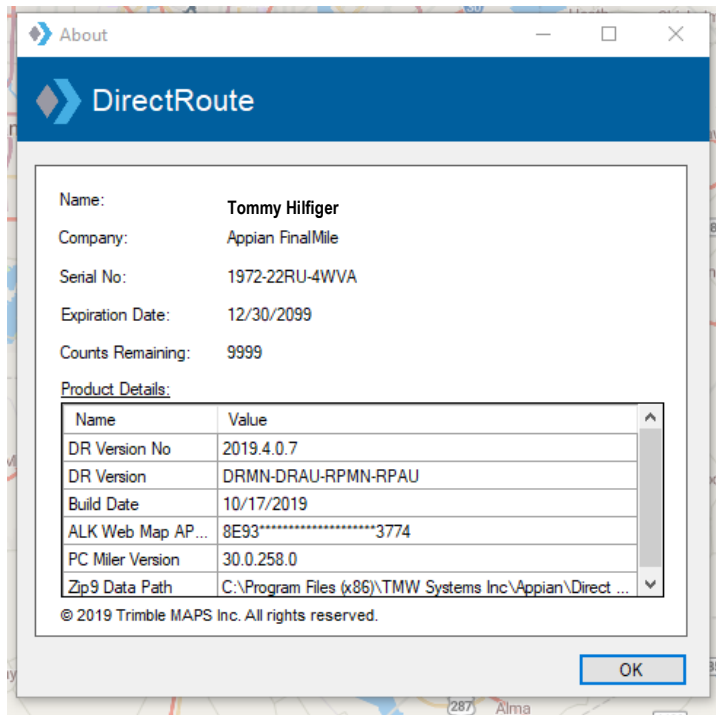 About
DirectRoute
Name: Tommy Hilfiger
Company: Appian FinalMile
Serial No: 1972-22RU-4WVA
Expiration Date: 12/30/2099
Counts Remaining: 9999
Product Details:
Name Value
DR Version No 2019.4.0.7
DR Version DRMN-DRAU-RPMN-RPAU
Build Date 10/17/2019
ALK Web Map AP... 8E93********************3774
PC Miler Version 30.0.258.0
Zip9 Data Path C:\Program Files (x86)\TMW Systems Inc\Appian\Direct ...
© 2019 Trimble MAPS Inc. All rights reserved.
OK
287 Alma